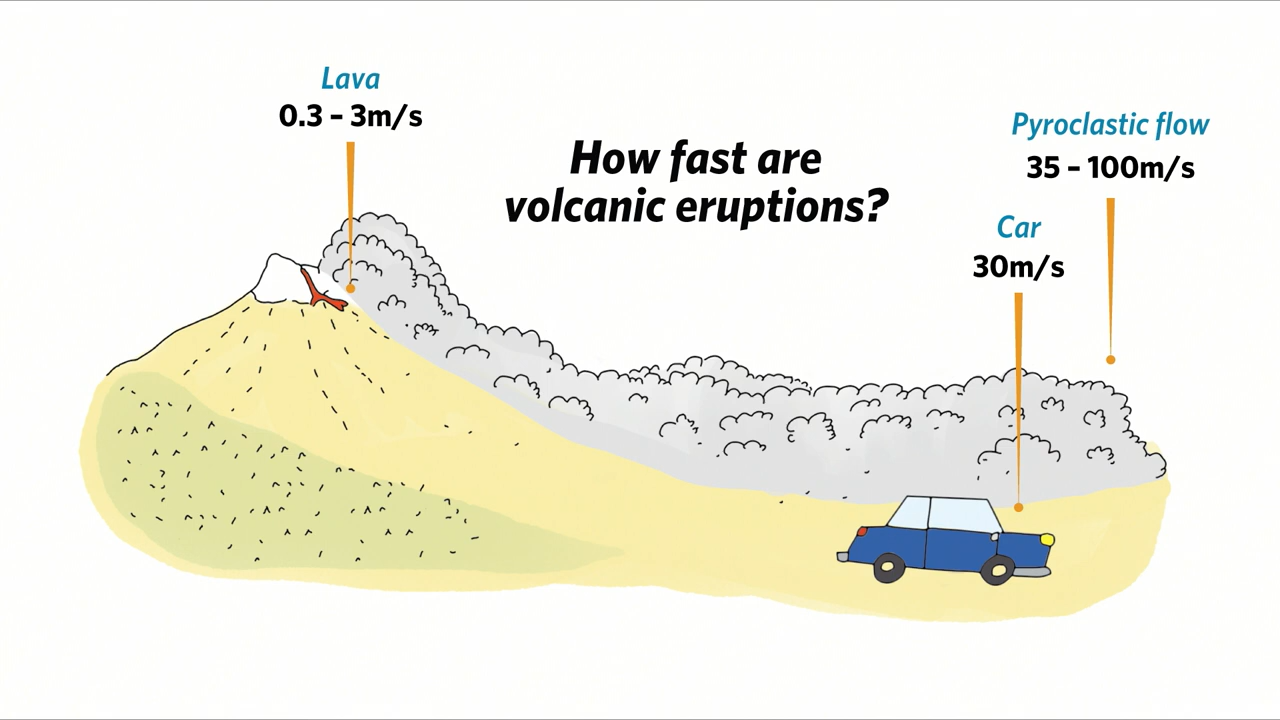 Lava
0.3 – 3m/s
How fast are
volcanic eruptions?
Pyroclastic flow
35 – 100m/s
Car
30m/s